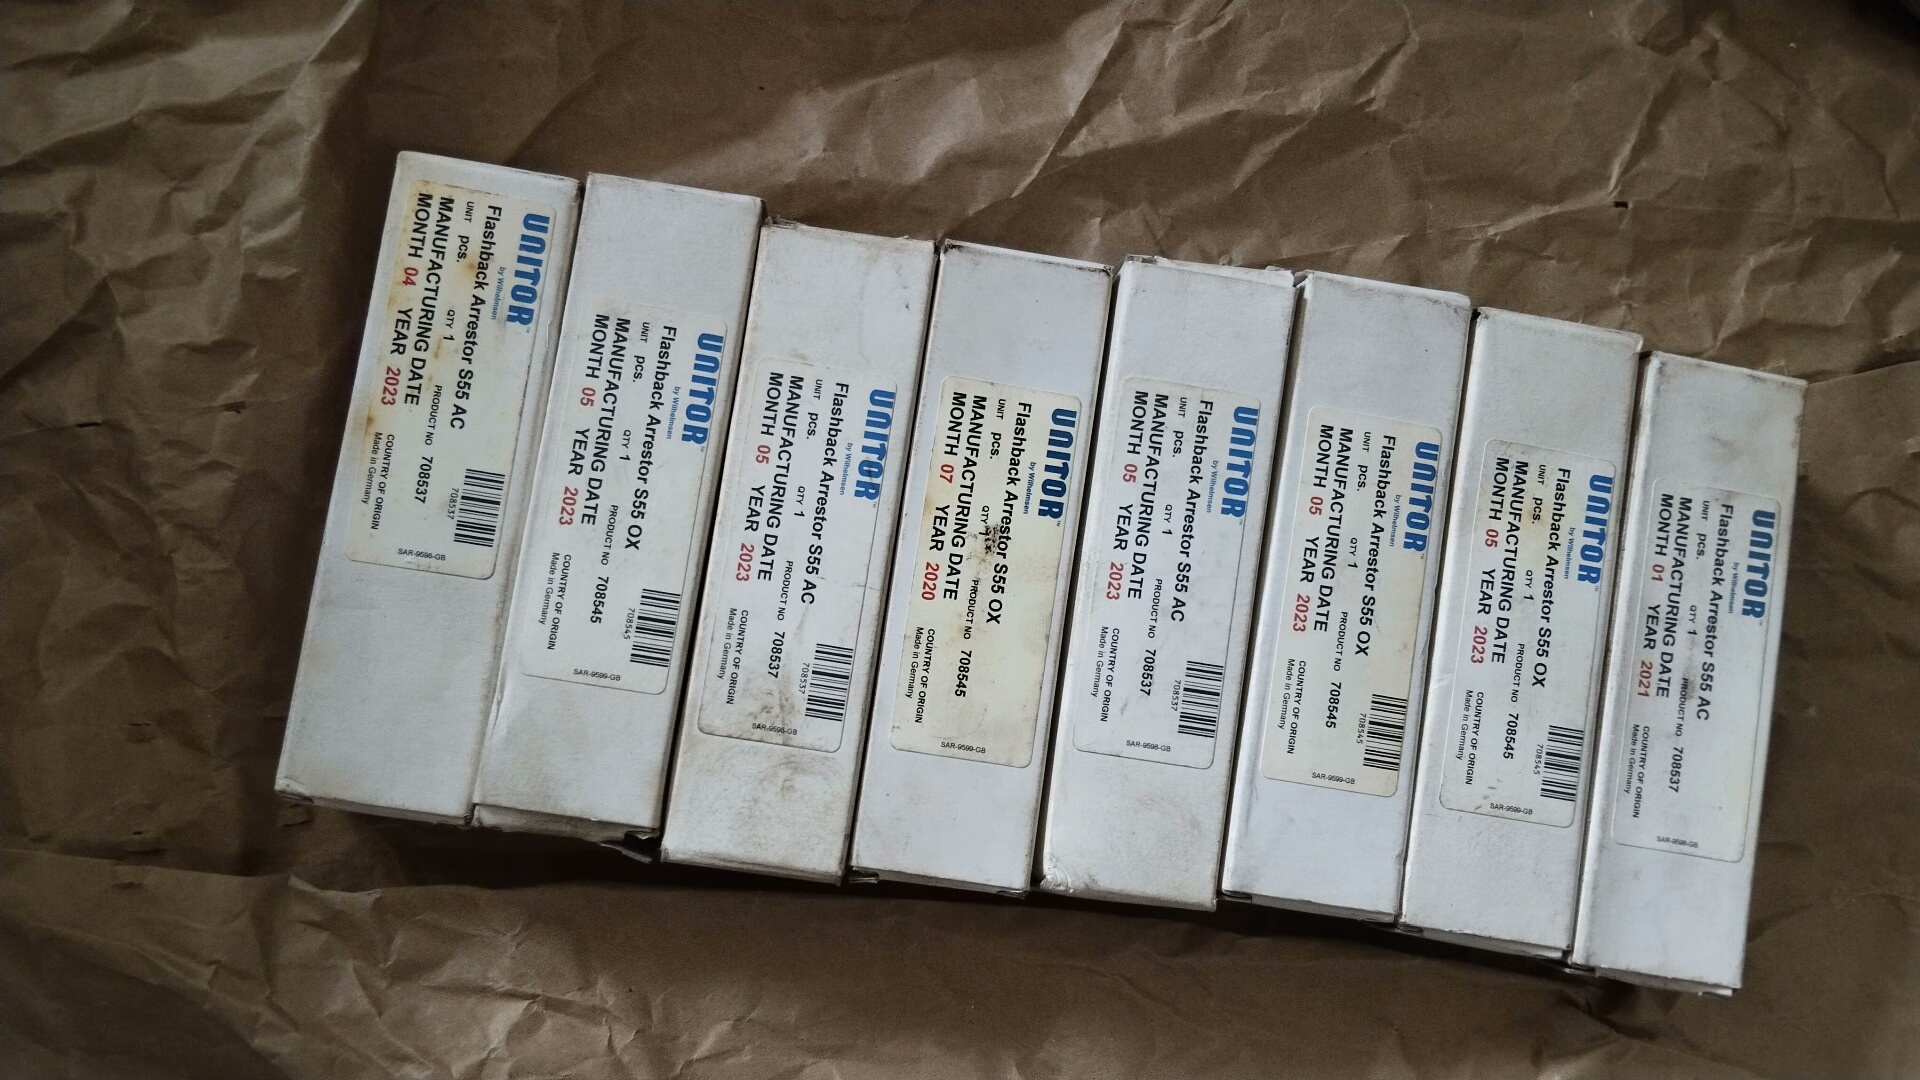 UNITOR™
by Wilhelmsen
Flashback Arrestor S55 AC
UNIT pcs. QTY 1 PRODUCT NO 708537
708537
MANUFACTURING DATE
MONTH 04 YEAR 2023
COUNTRY OF ORIGIN
Made in Germany
SAR-9598-GB
UNITOR™
by Wilhelmsen
Flashback Arrestor S55 OX
UNIT pcs. QTY 1 PRODUCT NO 708545
708545
MANUFACTURING DATE
MONTH 05 YEAR 2023
COUNTRY OF ORIGIN
Made in Germany
SAR-9599-GB
UNITOR™
by Wilhelmsen
Flashback Arrestor S55 AC
UNIT pcs. QTY 1 PRODUCT NO 708537
708537
MANUFACTURING DATE
MONTH 05 YEAR 2023
COUNTRY OF ORIGIN
Made in Germany
SAR-9598-GB
UNITOR™
by Wilhelmsen
Flashback Arrestor S55 OX
UNIT pcs. QTY 1 PRODUCT NO 708545
MANUFACTURING DATE
MONTH 07 YEAR 2020
COUNTRY OF ORIGIN
Made in Germany
SAR-9599-GB
UNITOR™
by Wilhelmsen
Flashback Arrestor S55 AC
UNIT pcs. QTY 1 PRODUCT NO 708537
708537
MANUFACTURING DATE
MONTH 05 YEAR 2023
COUNTRY OF ORIGIN
Made in Germany
SAR-9598-GB
UNITOR™
by Wilhelmsen
Flashback Arrestor S55 OX
UNIT pcs. QTY 1 PRODUCT NO 708545
708545
MANUFACTURING DATE
MONTH 05 YEAR 2023
COUNTRY OF ORIGIN
Made in Germany
SAR-9599-GB
UNITOR™
by Wilhelmsen
Flashback Arrestor S55 OX
UNIT pcs. QTY 1 PRODUCT NO 708545
708545
MANUFACTURING DATE
MONTH 05 YEAR 2023
COUNTRY OF ORIGIN
Made in Germany
SAR-9599-GB
UNITOR™
by Wilhelmsen
Flashback Arrestor S55 AC
UNIT pcs. QTY 1 PRODUCT NO 708537
MANUFACTURING DATE
MONTH 01 YEAR 2021
COUNTRY OF ORIGIN
Made in Germany
SAR-9598-GB